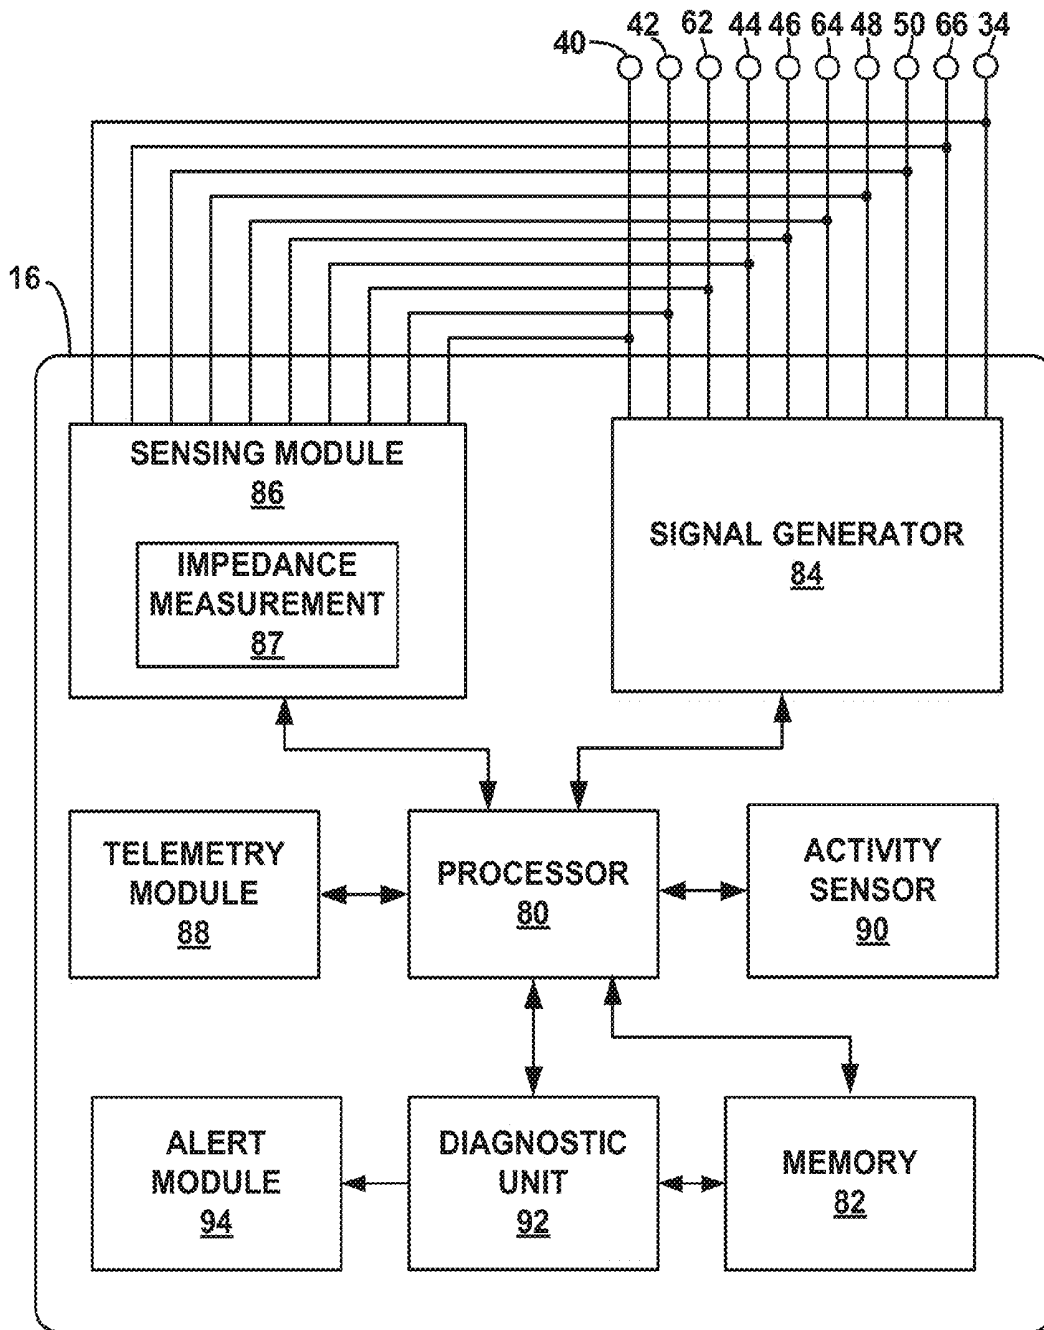 40 42 62 44 46 64 48 50 66 34
16
SENSING MODULE
86
IMPEDANCE
MEASUREMENT
87
SIGNAL GENERATOR
84
TELEMETRY
MODULE
88
PROCESSOR
80
ACTIVITY
SENSOR
90
ALERT
MODULE
94
DIAGNOSTIC
UNIT
92
MEMORY
82